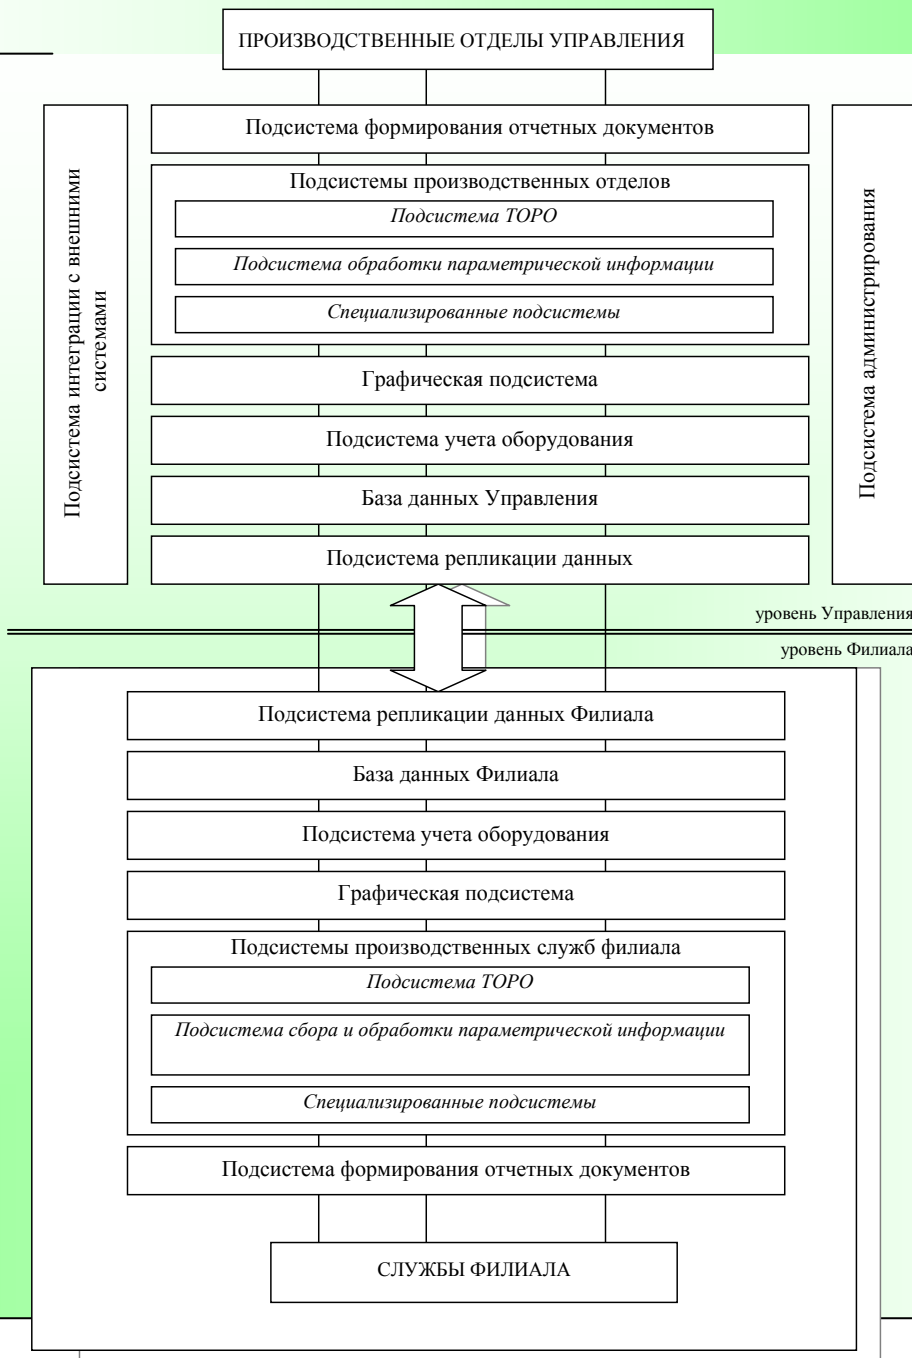 ПРОИЗВОДСТВЕННЫЕ ОТДЕЛЫ УПРАВЛЕНИЯ
Подсистема интеграции с внешними
системами
Подсистема формирования отчетных документов
Подсистемы производственных отделов
Подсистема ТОРО
Подсистема обработки параметрической информации
Специализированные подсистемы
Графическая подсистема
Подсистема учета оборудования
База данных Управления
Подсистема репликации данных
Подсистема администрирования
уровень Управления
уровень Филиала
Подсистема репликации данных Филиала
База данных Филиала
Подсистема учета оборудования
Графическая подсистема
Подсистемы производственных служб филиала
Подсистема ТОРО
Подсистема сбора и обработки параметрической информации
Специализированные подсистемы
Подсистема формирования отчетных документов
СЛУЖБЫ ФИЛИАЛА